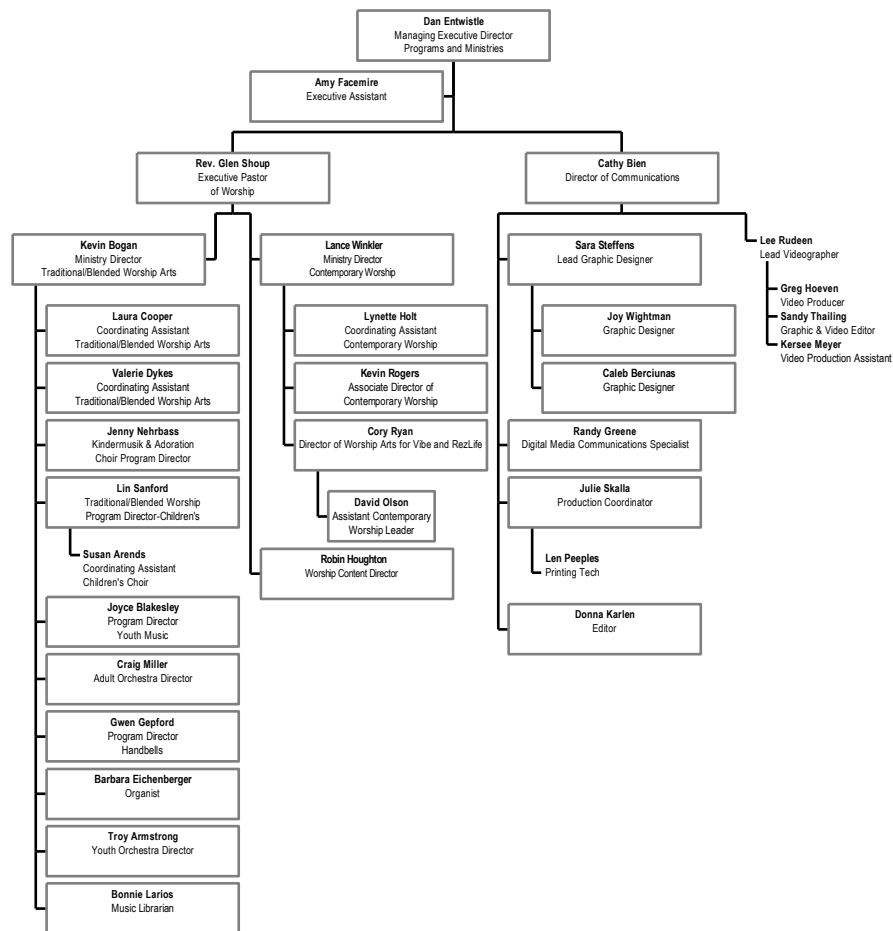 Dan Entwistle
Managing Executive Director
Programs and Ministries
Amy Facemire
Executive Assistant
Rev. Glen Shoup
Executive Pastor
of Worship
Kevin Bogan
Ministry Director
Traditional/Blended Worship Arts
Laura Cooper
Coordinating Assistant
Traditional/Blended Worship Arts
Valerie Dykes
Coordinating Assistant
Traditional/Blended Worship Arts
Jenny Nehrbass
Kindermusik & Adoration
Choir Program Director
Lin Sanford
Traditional/Blended Worship
Program Director-Children's
Susan Arends
Coordinating Assistant
Children's Choir
Joyce Blakesley
Program Director
Youth Music
Craig Miller
Adult Orchestra Director
Gwen Gepford
Program Director
Handbells
Barbara Eichenberger
Organist
Troy Armstrong
Youth Orchestra Director
Bonnie Larios
Music Librarian
Lance Winkler
Ministry Director
Contemporary Worship
Lynette Holt
Coordinating Assistant
Contemporary Worship
Kevin Rogers
Associate Director of
Contemporary Worship
Cory Ryan
Director of Worship Arts for Vibe and RezLife
David Olson
Assistant Contemporary
Worship Leader
Robin Houghton
Worship Content Director
Cathy Bien
Director of Communications
Sara Steffens
Lead Graphic Designer
Joy Wightman
Graphic Designer
Caleb Berciunas
Graphic Designer
Randy Greene
Digital Media Communications Specialist
Julie Skalla
Production Coordinator
Len Peeples
Printing Tech
Donna Karlen
Editor
Lee Rudeen
Lead Videographer
Greg Hoeven
Video Producer
Sandy Thailing
Graphic & Video Editor
Kersee Meyer
Video Production Assistant